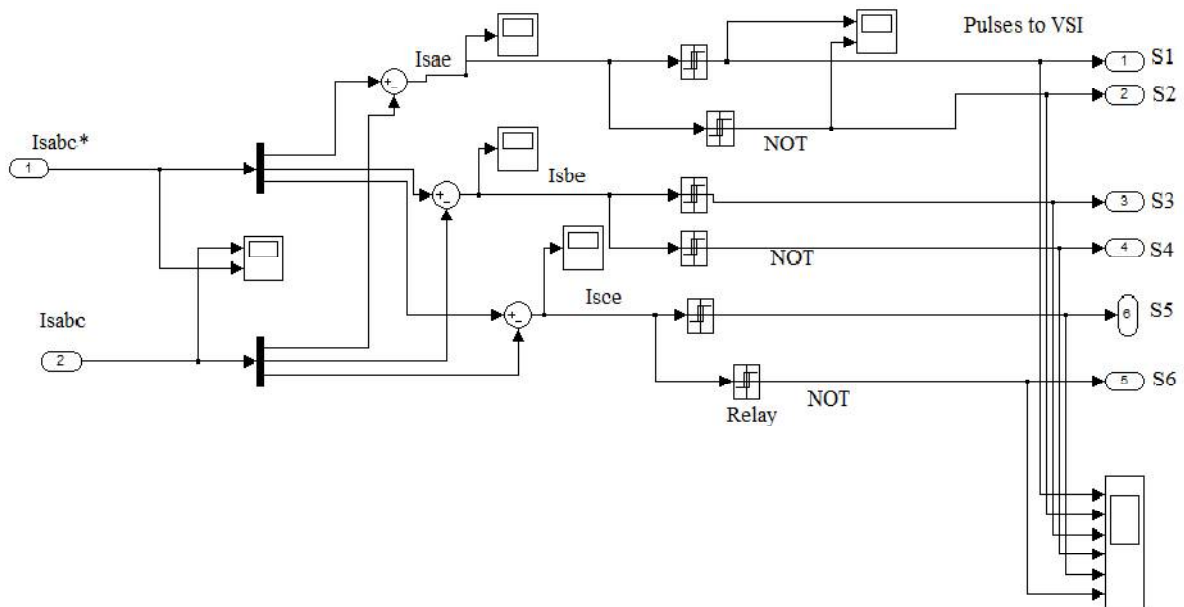 Pulses to VSI
Isae
1
S1
2
S2
NOT
Isabc*
1
Isbe
3
S3
4
S4
NOT
Isce
Isabc
6
S5
2
5
S6
NOT
Relay